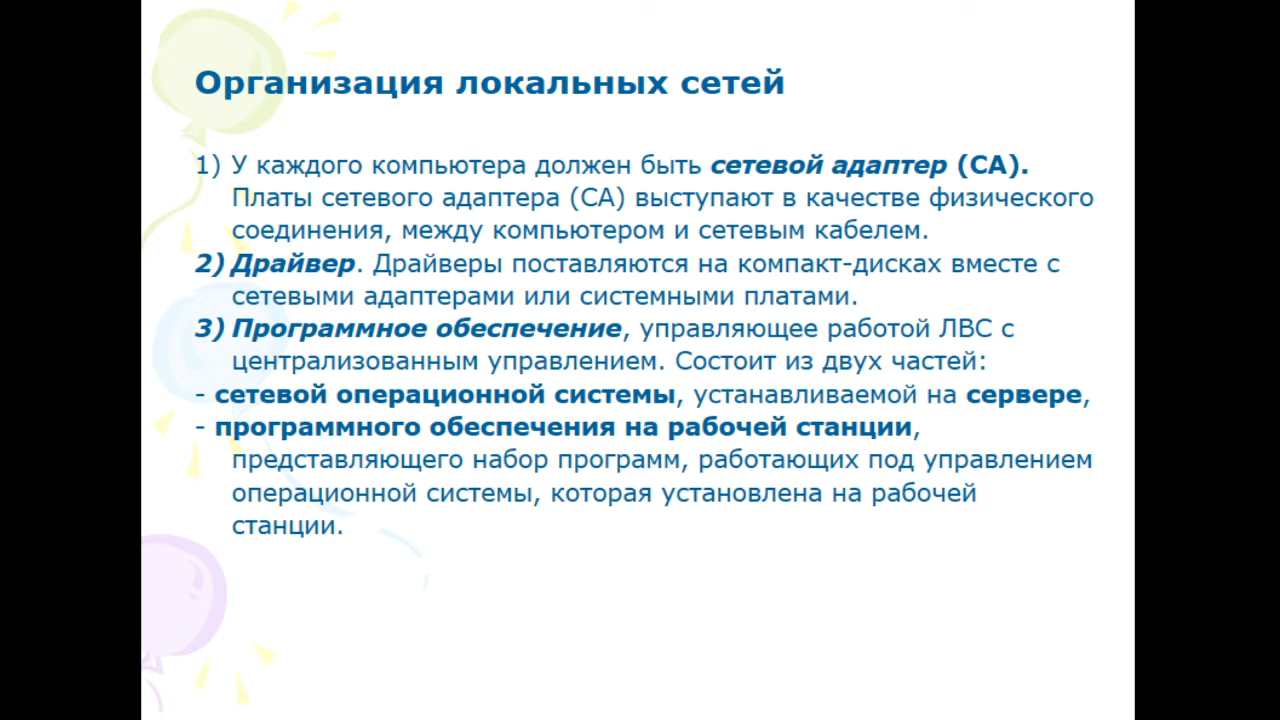 Организация локальных сетей
1) У каждого компьютера должен быть сетевой адаптер (СА).
Платы сетевого адаптера (СА) выступают в качестве физического
соединения, между компьютером и сетевым кабелем.
2) Драйвер. Драйверы поставляются на компакт-дисках вместе с
сетевыми адаптерами или системными платами.
3) Программное обеспечение, управляющее работой ЛВС с
централизованным управлением. Состоит из двух частей:
- сетевой операционной системы, устанавливаемой на сервере,
- программного обеспечения на рабочей станции,
представляющего набор программ, работающих под управлением
операционной системы, которая установлена на рабочей
станции.